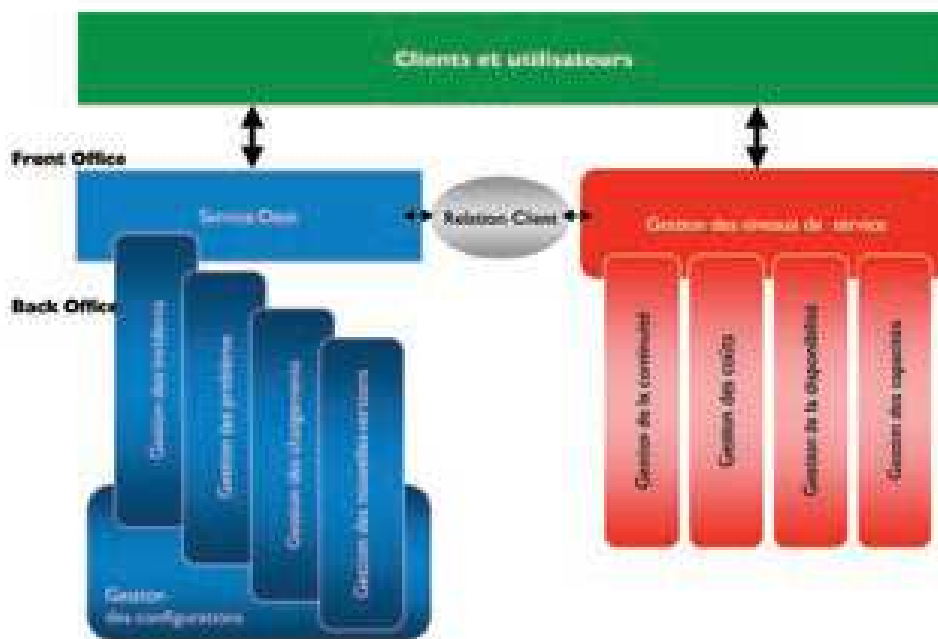 Clients et utilisateurs
Front Office
Service Desk
Relation Client
Gestion des niveaux de service
Back Office
Gestion des incidents
Gestion des problèmes
Gestion des changements
Gestion des mises en production
Gestion de la continuité
Gestion des coûts
Gestion de la disponibilité
Gestion des capacités
Gestion
des configurations